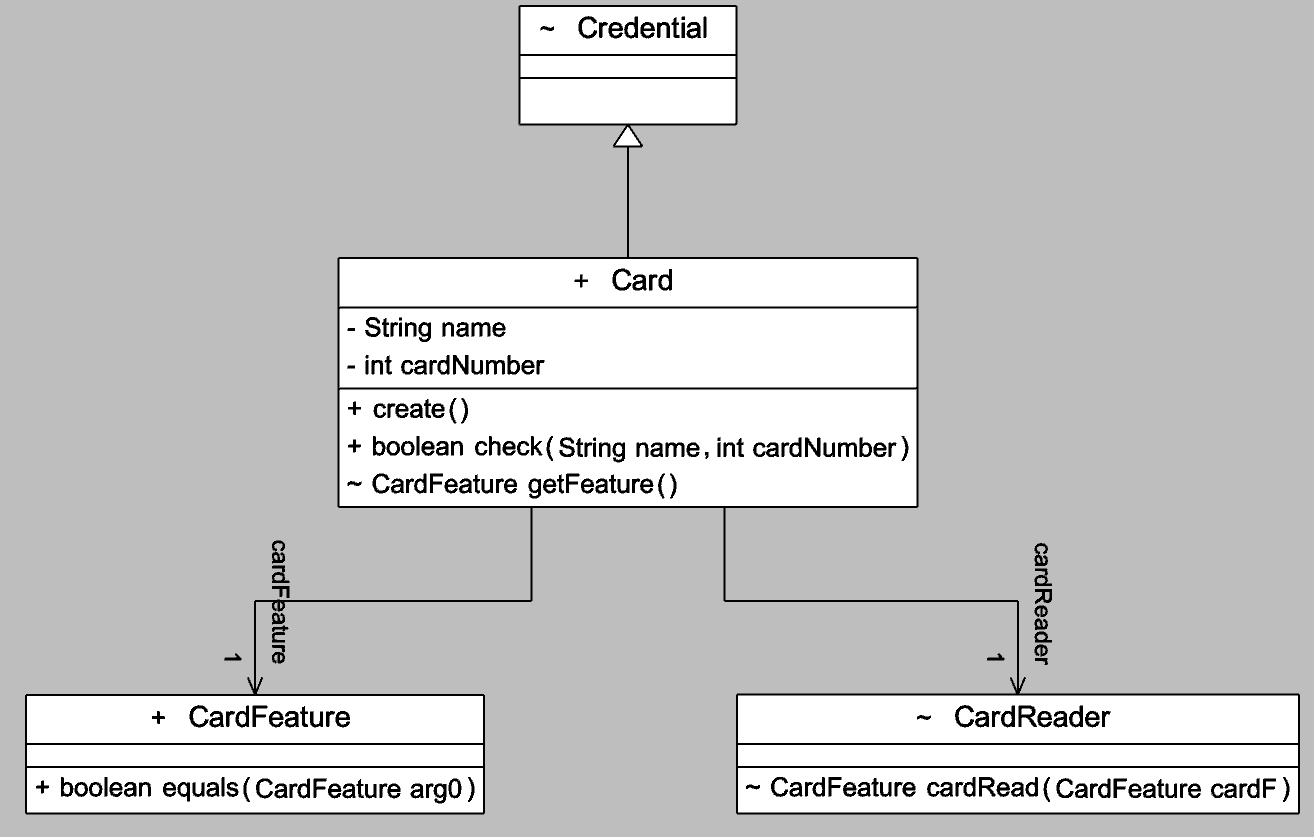 ~ Credential
+ Card
- String name
- int cardNumber
+ create()
+ boolean check(String name, int cardNumber)
~ CardFeature getFeature()
cardFeature
1
cardReader
1
+ CardFeature
+ boolean equals(CardFeature arg0)
~ CardReader
~ CardFeature cardRead(CardFeature cardF)